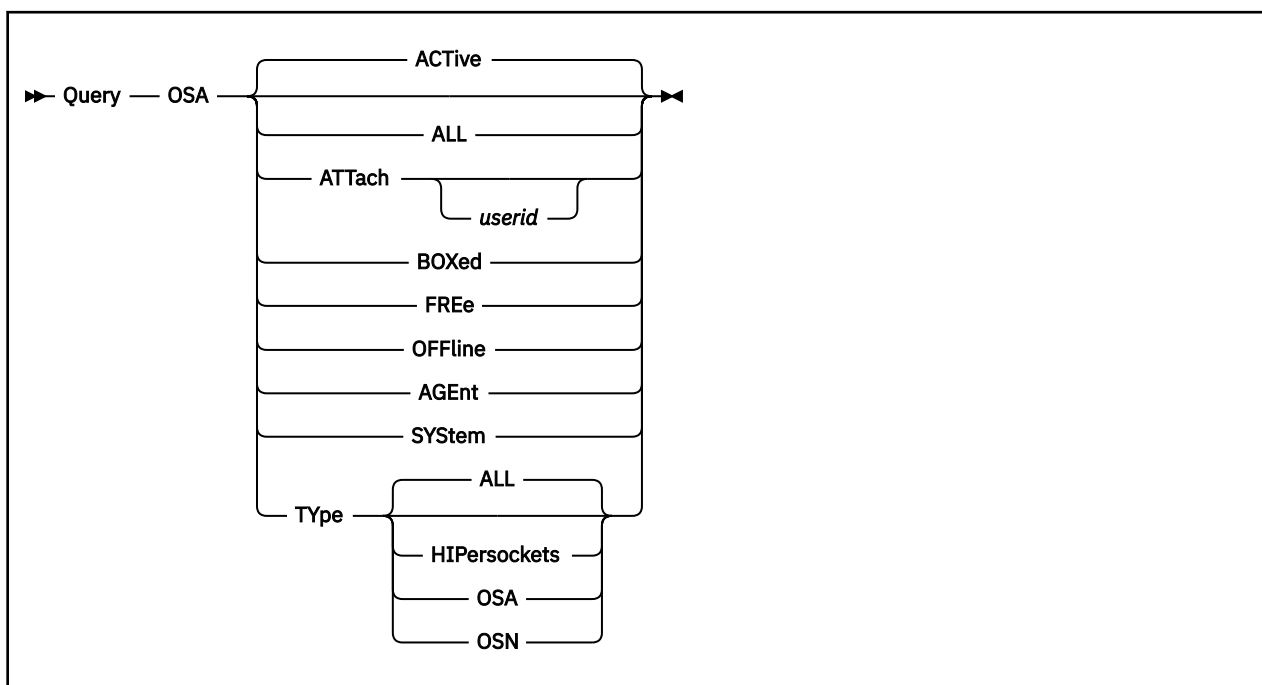 ACTive
Query OSA
ALL
ATTach
userid
BOXed
FREe
OFFline
AGEnt
SYStem
ALL
TYpe
HIPersockets
OSA
OSN